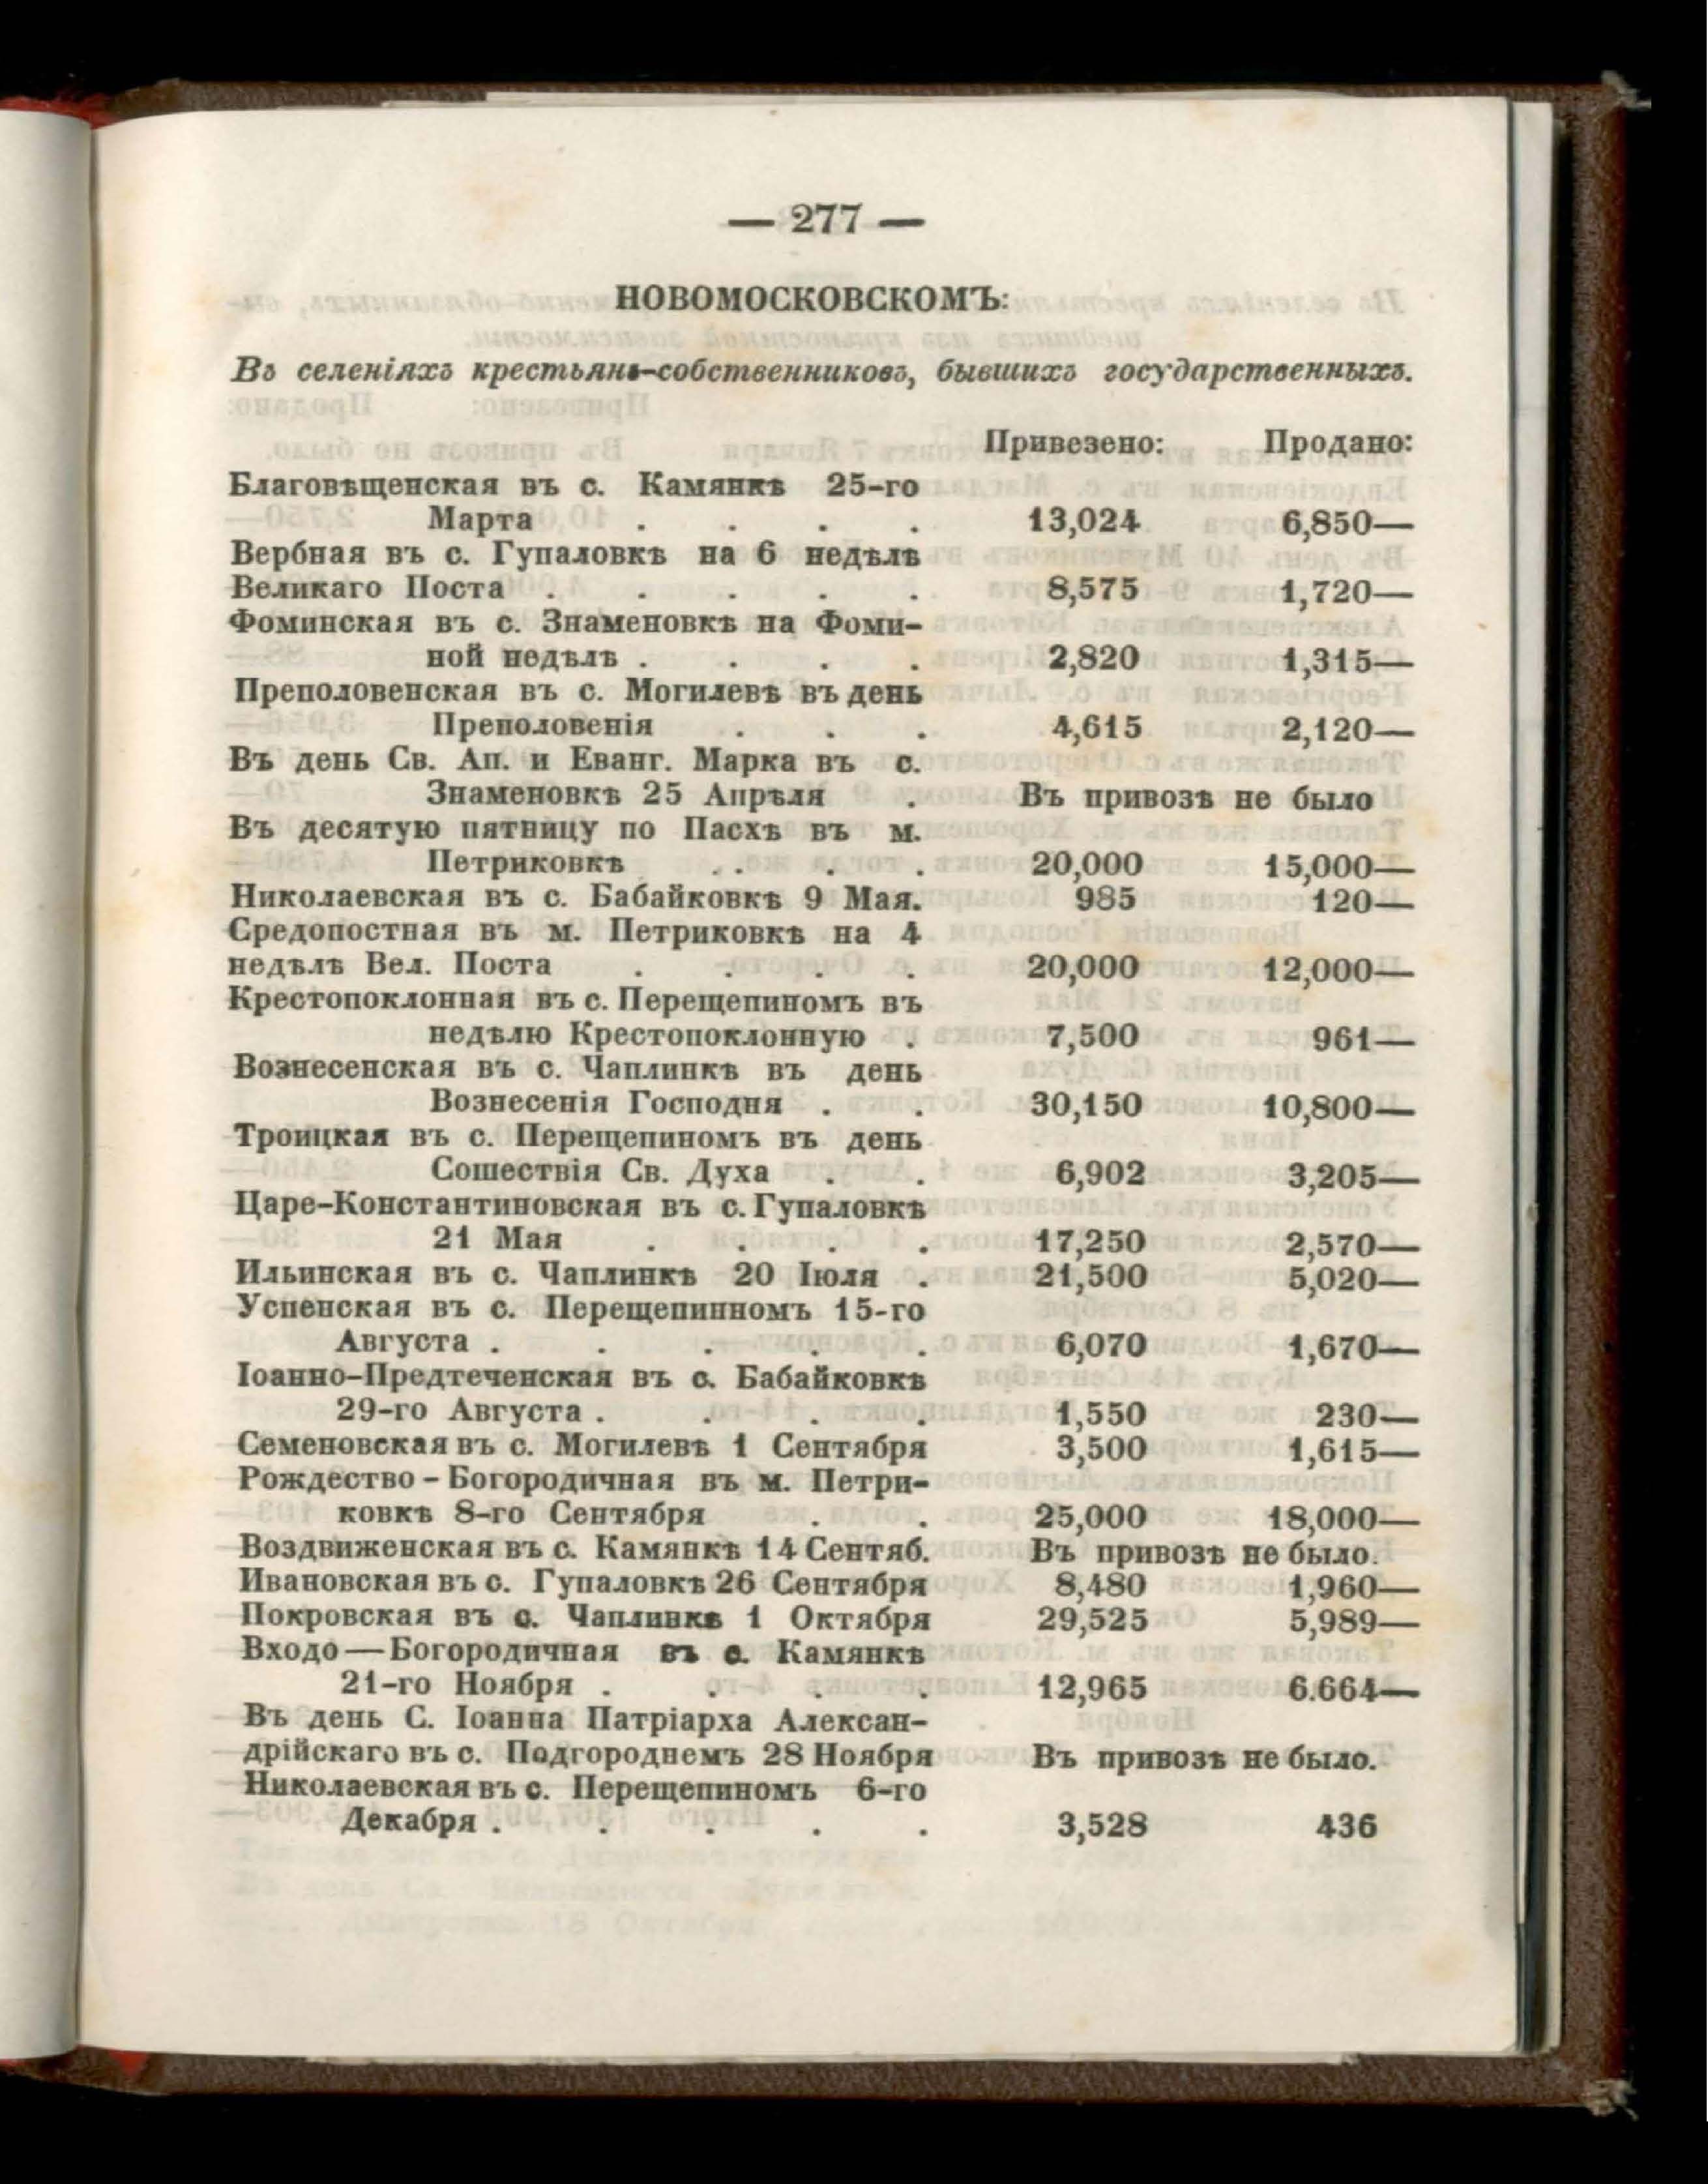 — 277 —
НОВОМОСКОВСКОМЪ:
Въ селеніяхъ крестьянъ-собственниковъ, бывшихъ государственныхъ.
Привезено: Продано:
Благовѣщенская въ с. Камянкѣ 25-го
Марта . . . . 13,024 6,850—
Вербная въ с. Гупаловкѣ на 6 недѣлѣ
Великаго Поста . . . . . 8,575 1,720—
Фоминская въ с. Знаменовкѣ на Фоми-
ной недѣлѣ . . . . 2,820 1,315—
Преполовенская въ с. Могилевѣ въ день
Преполовенія . . . 4,615 2,120—
Въ день Св. Ап. и Еванг. Марка въ с.
Знаменовкѣ 25 Апрѣля . Въ привозѣ не было
Въ десятую пятницу по Пасхѣ въ м.
Петриковкѣ . . . . 20,000 15,000—
Николаевская въ с. Бабайковкѣ 9 Мая. 985 120—
Средопостная въ м. Петриковкѣ на 4
недѣлѣ Вел. Поста . . . . 20,000 12,000—
Крестопоклонная въ с. Перещепиномъ въ
недѣлю Крестопоклонную . 7,500 961—
Вознесенская въ с. Чаплинкѣ въ день
Вознесенія Господня . . 30,150 10,800—
Троицкая въ с. Перещепиномъ въ день
Сошествія Св. Духа . . 6,902 3,205—
Царе-Константиновская въ с. Гупаловкѣ
21 Мая . . . . 17,250 2,570—
Ильинская въ с. Чаплинкѣ 20 Іюля . 21,500 5,020—
Успенская въ с. Перещепинномъ 15-го
Августа . . . . . 6,070 1,670—
Іоанно-Предтеченская въ с. Бабайковкѣ
29-го Августа . . . . 1,550 230—
Семеновская въ с. Могилевѣ 1 Сентября 3,500 1,615—
Рождество-Богородичная въ м. Петри-
ковкѣ 8-го Сентября . . 25,000 18,000—
Воздвиженская въ с. Камянкѣ 14 Сентяб. Въ привозѣ не было.
Ивановская въ с. Гупаловкѣ 26 Сентября 8,480 1,960—
Покровская въ с. Чаплинкѣ 1 Октября 29,525 5,989—
Входо—Богородичная въ с. Камянкѣ
21-го Ноября . . . . 12,965 6.664—
Въ день С. Іоанна Патріарха Алексан-
дрійскаго въ с. Подгороднемъ 28 Ноября Въ привозѣ не было.
Николаевская въ с. Перещепиномъ 6-го
Декабря . . . . . 3,528 436